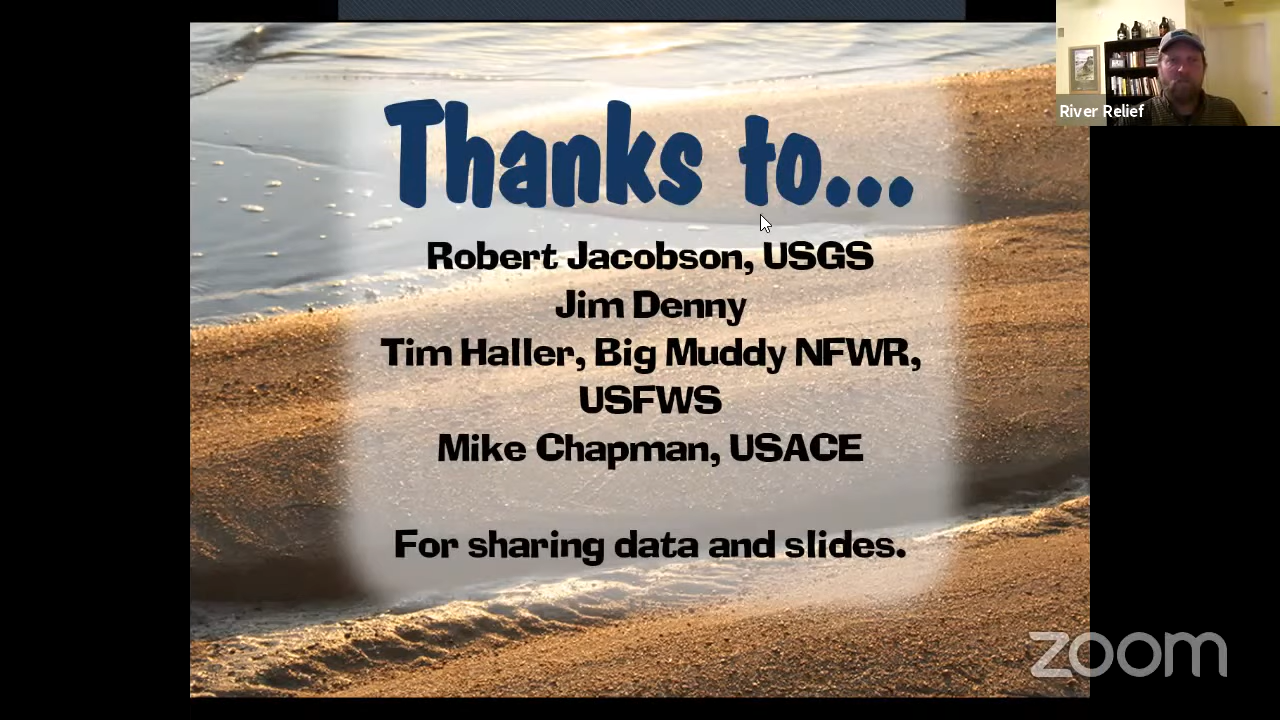 River Relief
Thanks to...
Robert Jacobson, USGS
Jim Denny
Tim Haller, Big Muddy NFWR,
USFWS
Mike Chapman, USACE
For sharing data and slides.
zoom